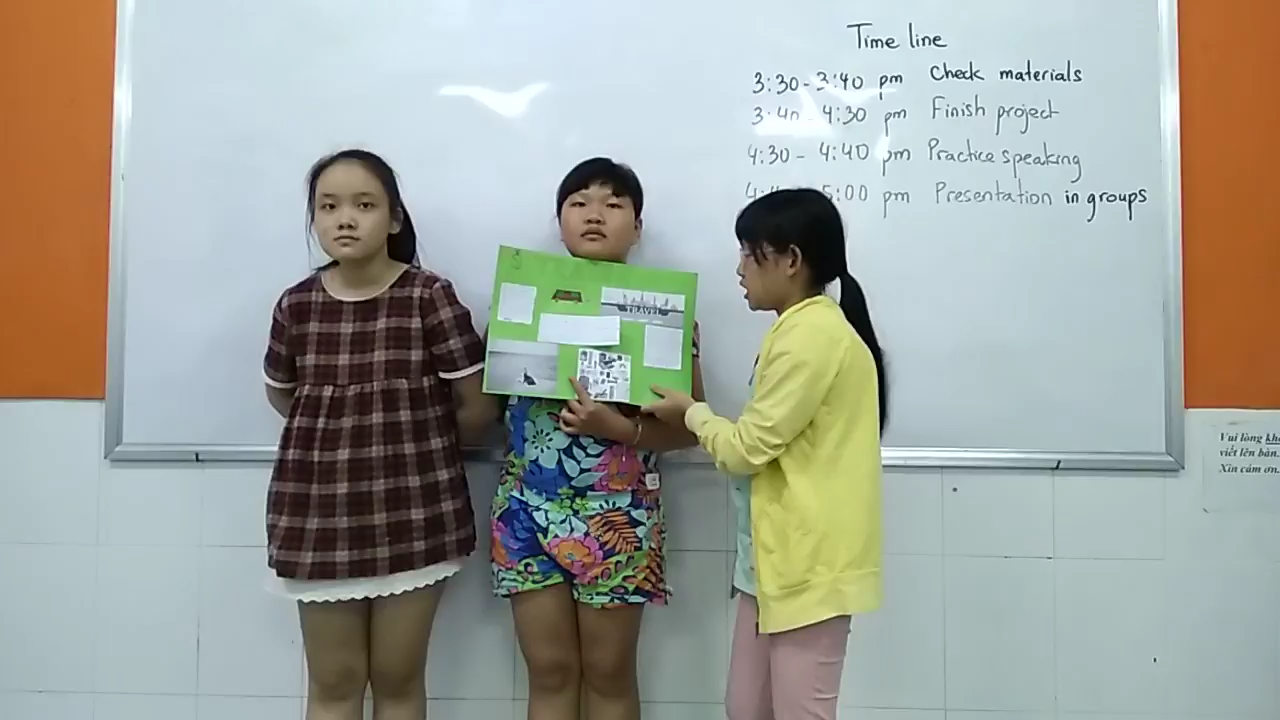 Time line
3:30 - 3:40 pm Check materials
3:40 - 4:30 pm Finish project
4:30 - 4:40 pm Practice speaking
5:00 pm Presentation in groups
TRAVEL
Vui lòng
viết lên bàn.
Xin cám ơn.